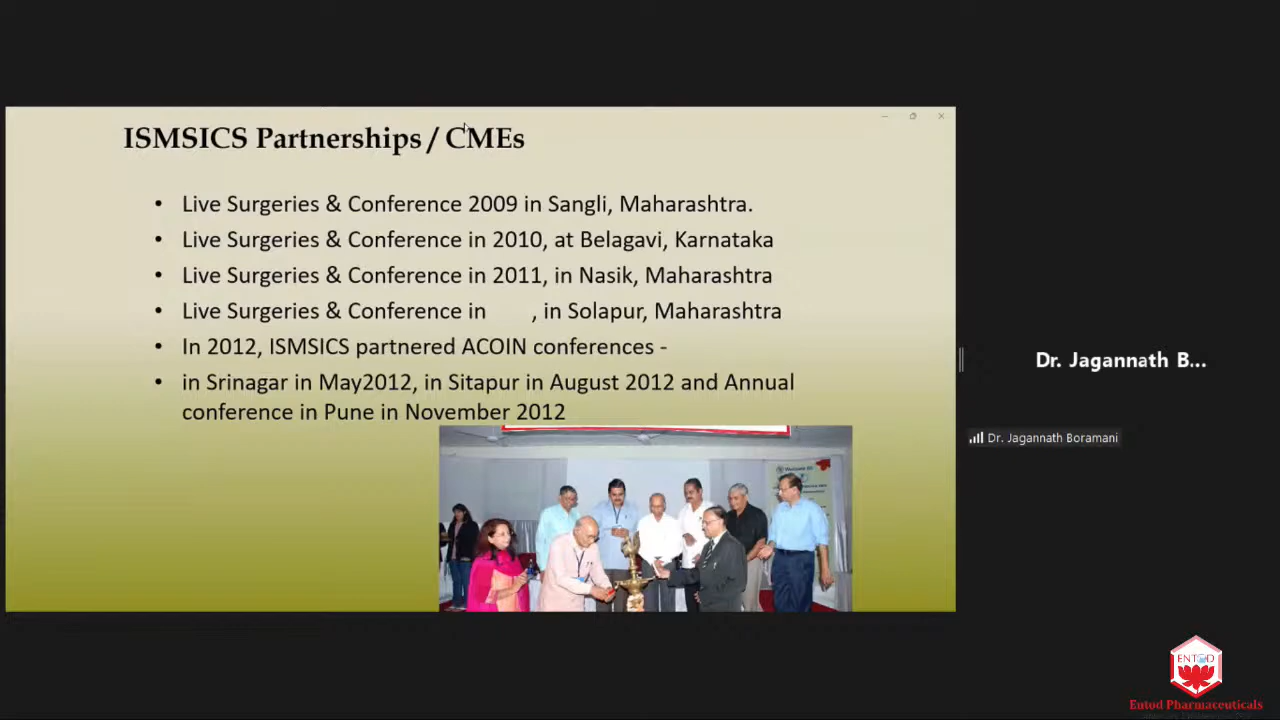 ISMSICS Partnerships / CMEs
• Live Surgeries & Conference 2009 in Sangli, Maharashtra.
• Live Surgeries & Conference in 2010, at Belagavi, Karnataka
• Live Surgeries & Conference in 2011, in Nasik, Maharashtra
• Live Surgeries & Conference in , in Solapur, Maharashtra
• In 2012, ISMSICS partnered ACOIN conferences -
• in Srinagar in May2012, in Sitapur in August 2012 and Annual
conference in Pune in November 2012
Dr. Jagannath B...
Dr. Jagannath Boramani
ENTOD
Entod Pharmaceuticals